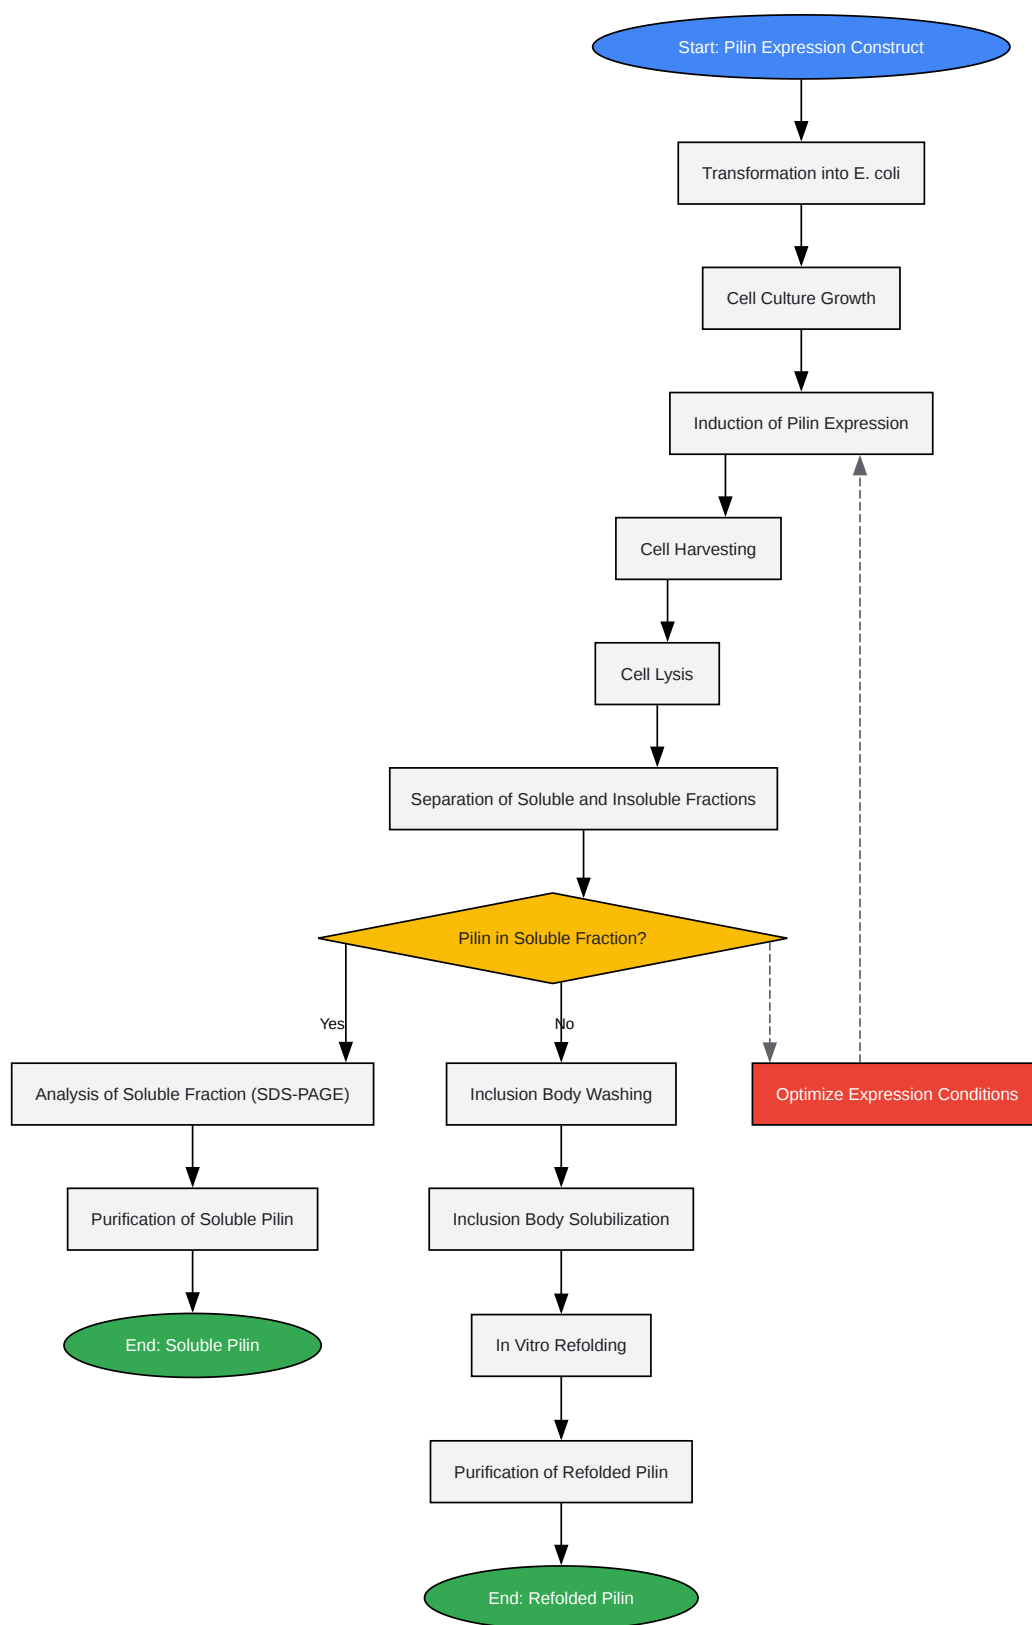 Start: Pilin Expression Construct
Transformation into E. coli
Cell Culture Growth
Induction of Pilin Expression
Cell Harvesting
Cell Lysis
Separation of Soluble and Insoluble Fractions
Pilin in Soluble Fraction?
Yes
No
Analysis of Soluble Fraction (SDS-PAGE)
Inclusion Body Washing
Optimize Expression Conditions
Purification of Soluble Pilin
Inclusion Body Solubilization
End: Soluble Pilin
In Vitro Refolding
Purification of Refolded Pilin
End: Refolded Pilin